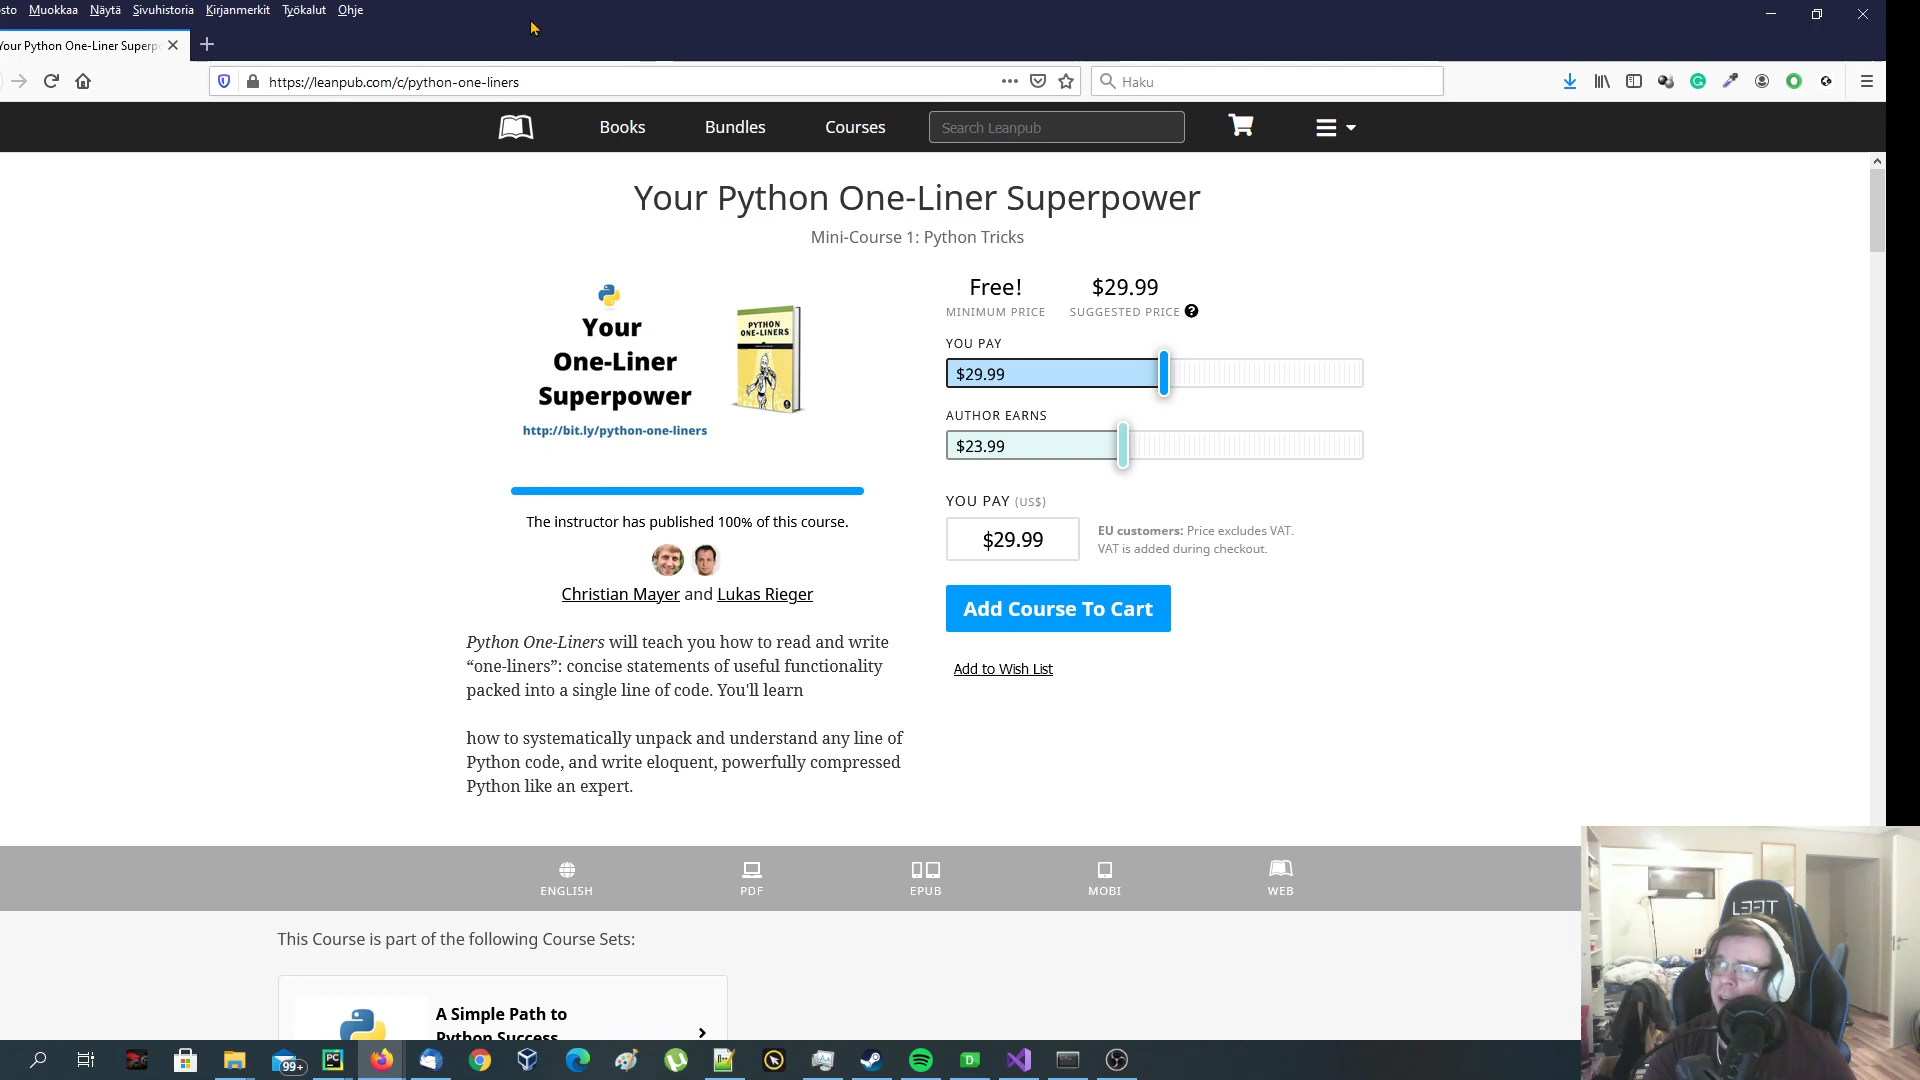 sto Muokkaa Näytä Sivuhistoria Kirjanmerkit Työkalut Ohje
Your Python One-Liner Superp
https://leanpub.com/c/python-one-liners
Haku
Books
Bundles
Courses
Search Leanpub
Your Python One-Liner Superpower
Mini-Course 1: Python Tricks
Your
One-Liner
Superpower
http://bit.ly/python-one-liners
PYTHON
ONE-LINERS
The instructor has published 100% of this course.
Christian Mayer and Lukas Rieger
Python One-Liners will teach you how to read and write
“one-liners”: concise statements of useful functionality
packed into a single line of code. You'll learn
how to systematically unpack and understand any line of
Python code, and write eloquent, powerfully compressed
Python like an expert.
Free!
MINIMUM PRICE
$29.99
SUGGESTED PRICE ?
YOU PAY
$29.99
AUTHOR EARNS
$23.99
YOU PAY (US$)
$29.99
EU customers: Price excludes VAT.
VAT is added during checkout.
Add Course To Cart
Add to Wish List
ENGLISH
PDF
EPUB
MOBI
WEB
This Course is part of the following Course Sets:
A Simple Path to
Python Success
99+
PC
D